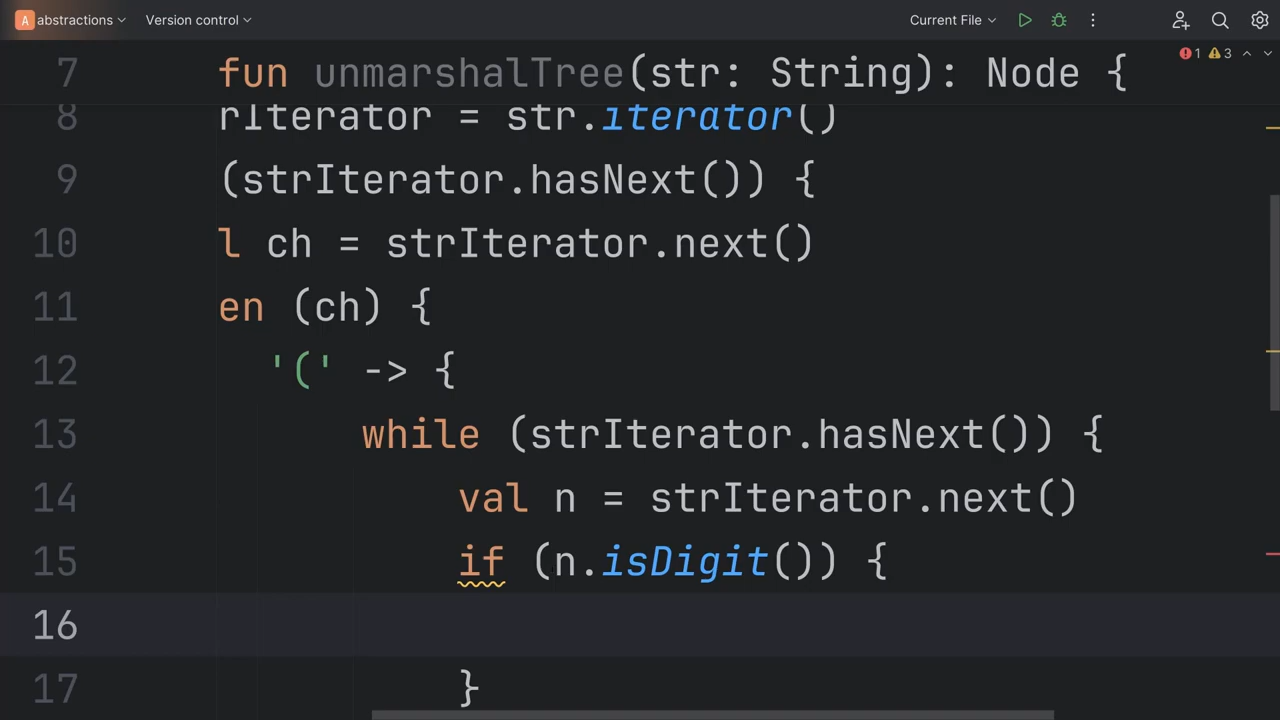 A abstractions Version control Current File
1 3
7 fun unmarshalTree(str: String): Node {
8 rIterator = str.iterator()
9 (strIterator.hasNext()) {
10 l ch = strIterator.next()
11 en (ch) {
12 '(' -> {
13 while (strIterator.hasNext()) {
14 val n = strIterator.next()
15 if (n.isDigit()) {
16
17 }